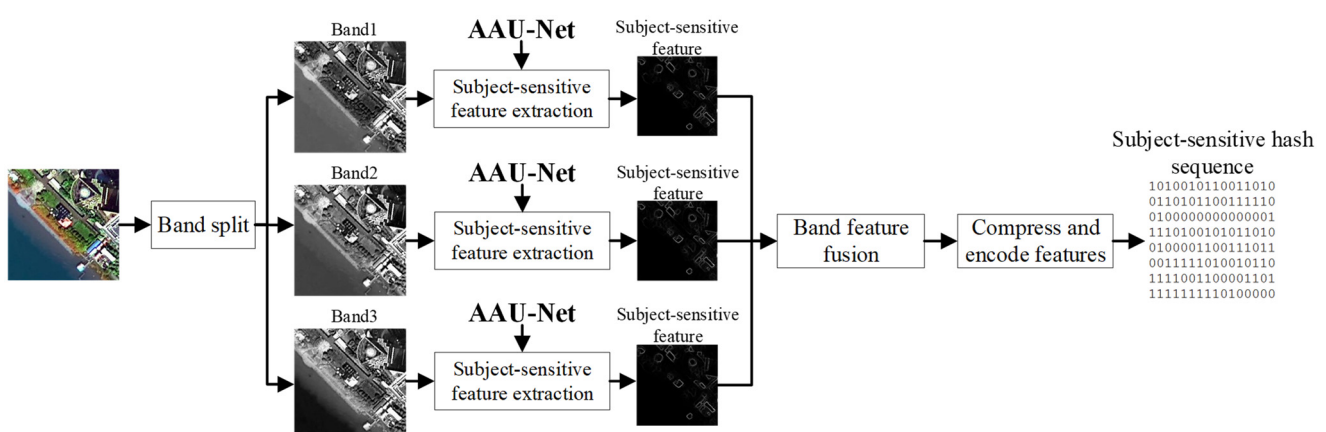 Band split
Band1
AAU-Net
Subject-sensitive
feature extraction
Subject-sensitive
feature
Band2
AAU-Net
Subject-sensitive
feature extraction
Subject-sensitive
feature
Band3
AAU-Net
Subject-sensitive
feature extraction
Subject-sensitive
feature
Band feature
fusion
Compress and
encode features
Subject-sensitive hash
sequence
1010010110011010
0110101100111110
0100000000000001
1110100101011010
0100001100111011
0011111010010110
1111001100001101
1111111110100000